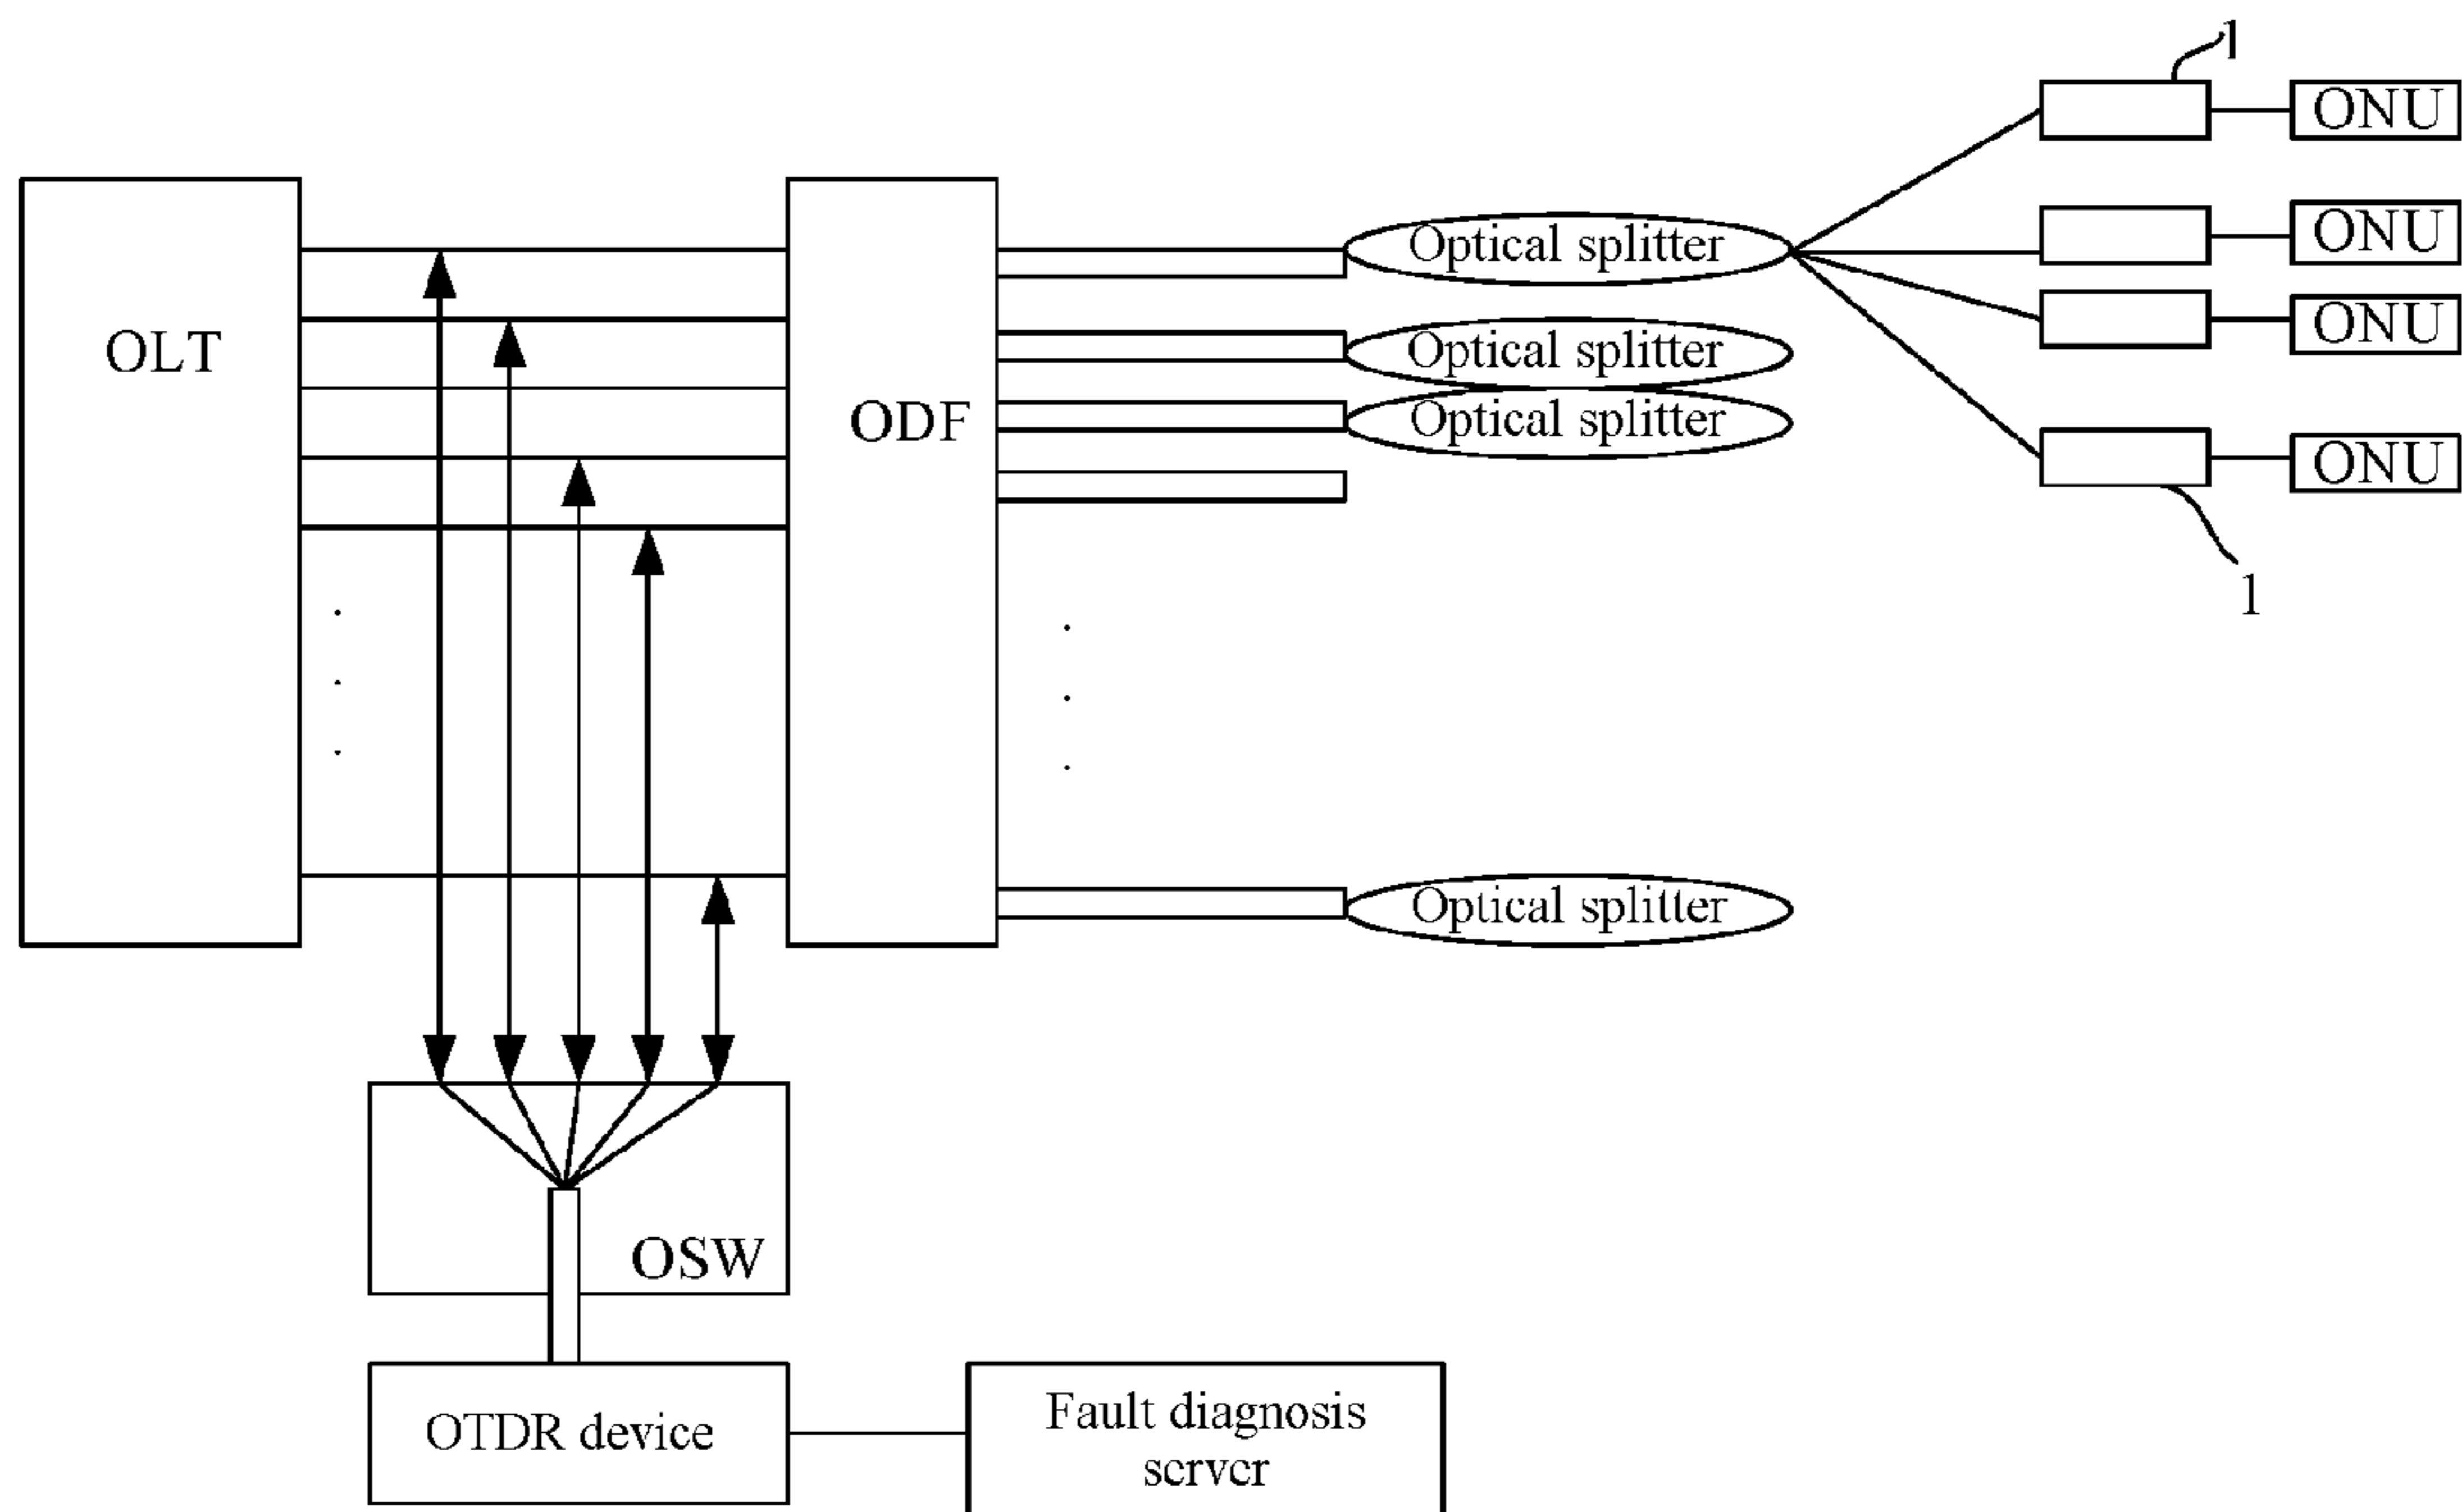 1
ONU
ONU
ONU
ONU
1
OLT
ODF
Optical splitter
Optical splitter
Optical splitter
Optical splitter
OSW
OTDR device
Fault diagnosis
server